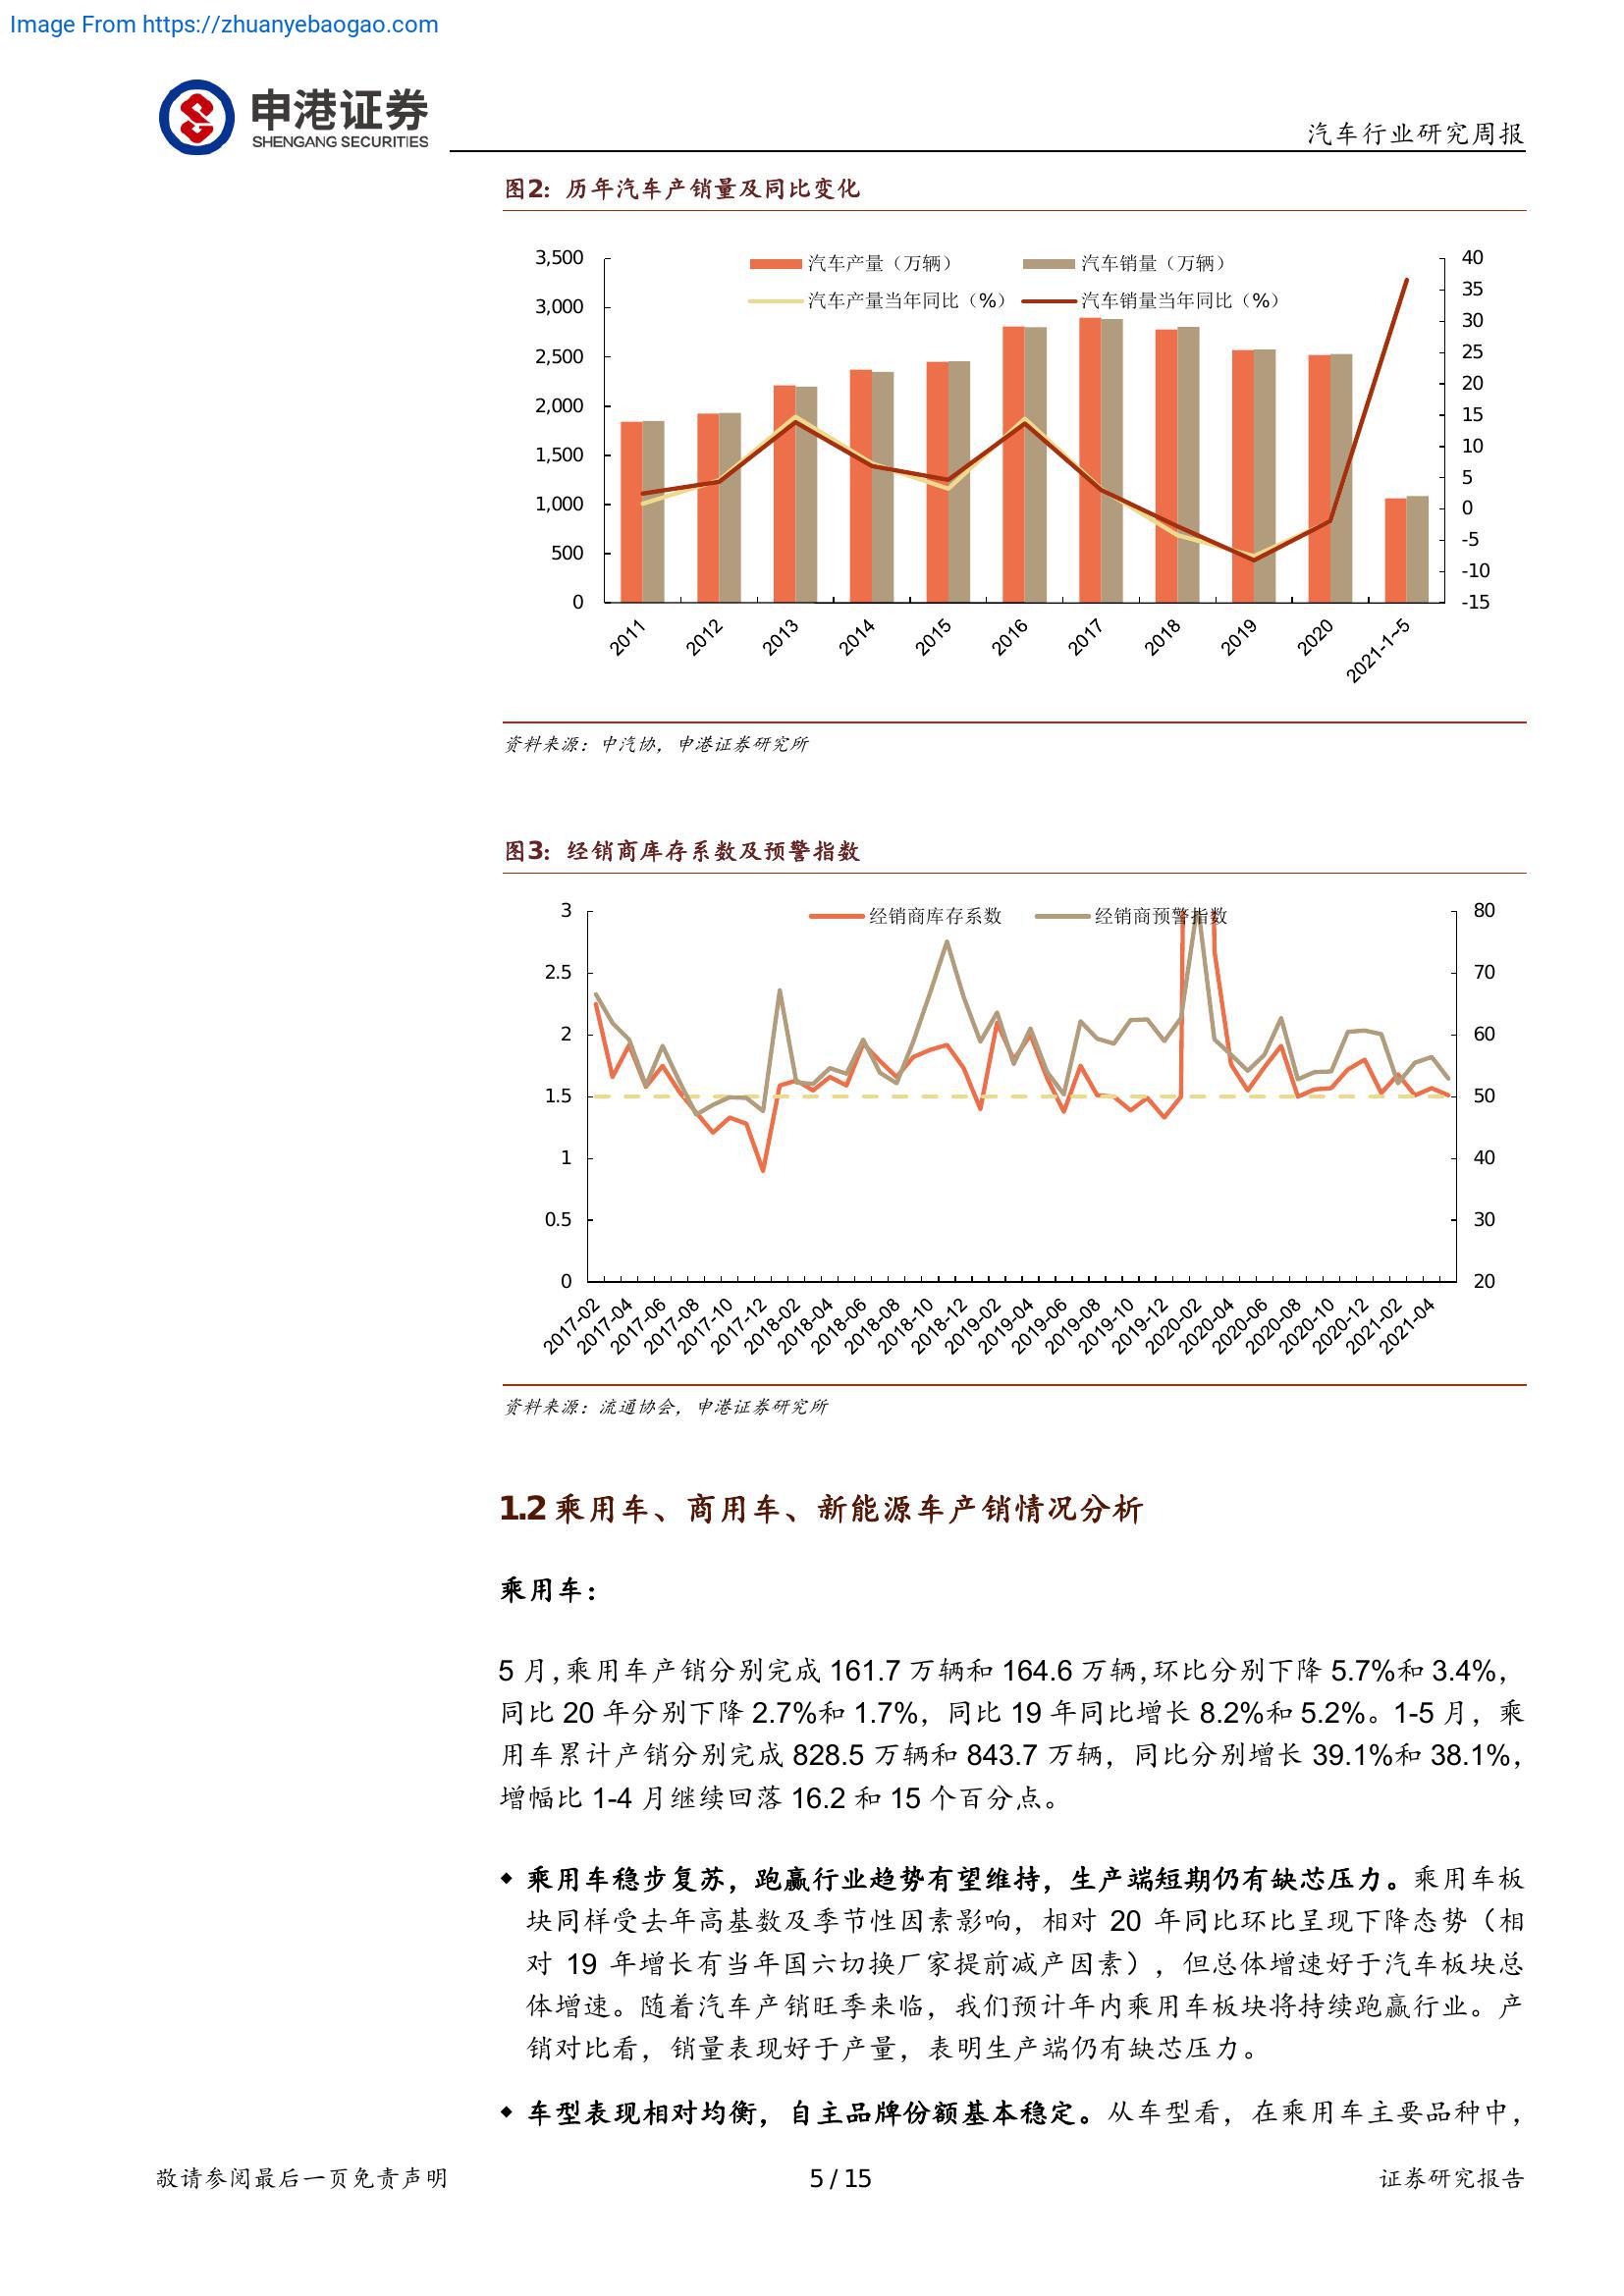 Image From https://zhuanyebaogao.com
申港证券
SHENGANG SECURITIES
汽车行业研究周报
图2：历年汽车产销量及同比变化
汽车产量（万辆） 汽车销量（万辆）
汽车产量当年同比（%） 汽车销量当年同比（%）
3,500
3,000
2,500
2,000
1,500
1,000
500
0
40
35
30
25
20
15
10
5
0
-5
-10
-15
2011 2012 2013 2014 2015 2016 2017 2018 2019 2020 2021-1~5
资料来源：中汽协，申港证券研究所
图3：经销商库存系数及预警指数
经销商库存系数 经销商预警指数
3
2.5
2
1.5
1
0.5
0
80
70
60
50
40
30
20
2017-02 2017-04 2017-06 2017-08 2017-10 2017-12 2018-02 2018-04 2018-06 2018-08 2018-10 2018-12 2019-02 2019-04 2019-06 2019-08 2019-10 2019-12 2020-02 2020-04 2020-06 2020-08 2020-10 2020-12 2021-02 2021-04
资料来源：流通协会，申港证券研究所
1.2 乘用车、商用车、新能源车产销情况分析
乘用车：
5 月，乘用车产销分别完成 161.7 万辆和 164.6 万辆，环比分别下降 5.7%和 3.4%，
同比 20 年分别下降 2.7%和 1.7%，同比 19 年同比增长 8.2%和 5.2%。1-5 月，乘
用车累计产销分别完成 828.5 万辆和 843.7 万辆，同比分别增长 39.1%和 38.1%，
增幅比 1-4 月继续回落 16.2 和 15 个百分点。
◆ 乘用车稳步复苏，跑赢行业趋势有望维持，生产端短期仍有缺芯压力。乘用车板
块同样受去年高基数及季节性因素影响，相对 20 年同比环比呈现下降态势（相
对 19 年增长有当年国六切换厂家提前减产因素），但总体增速好于汽车板块总
体增速。随着汽车产销旺季来临，我们预计年内乘用车板块将持续跑赢行业。产
销对比看，销量表现好于产量，表明生产端仍有缺芯压力。
◆ 车型表现相对均衡，自主品牌份额基本稳定。从车型看，在乘用车主要品种中，
敬请参阅最后一页免责声明
5 / 15
证券研究报告